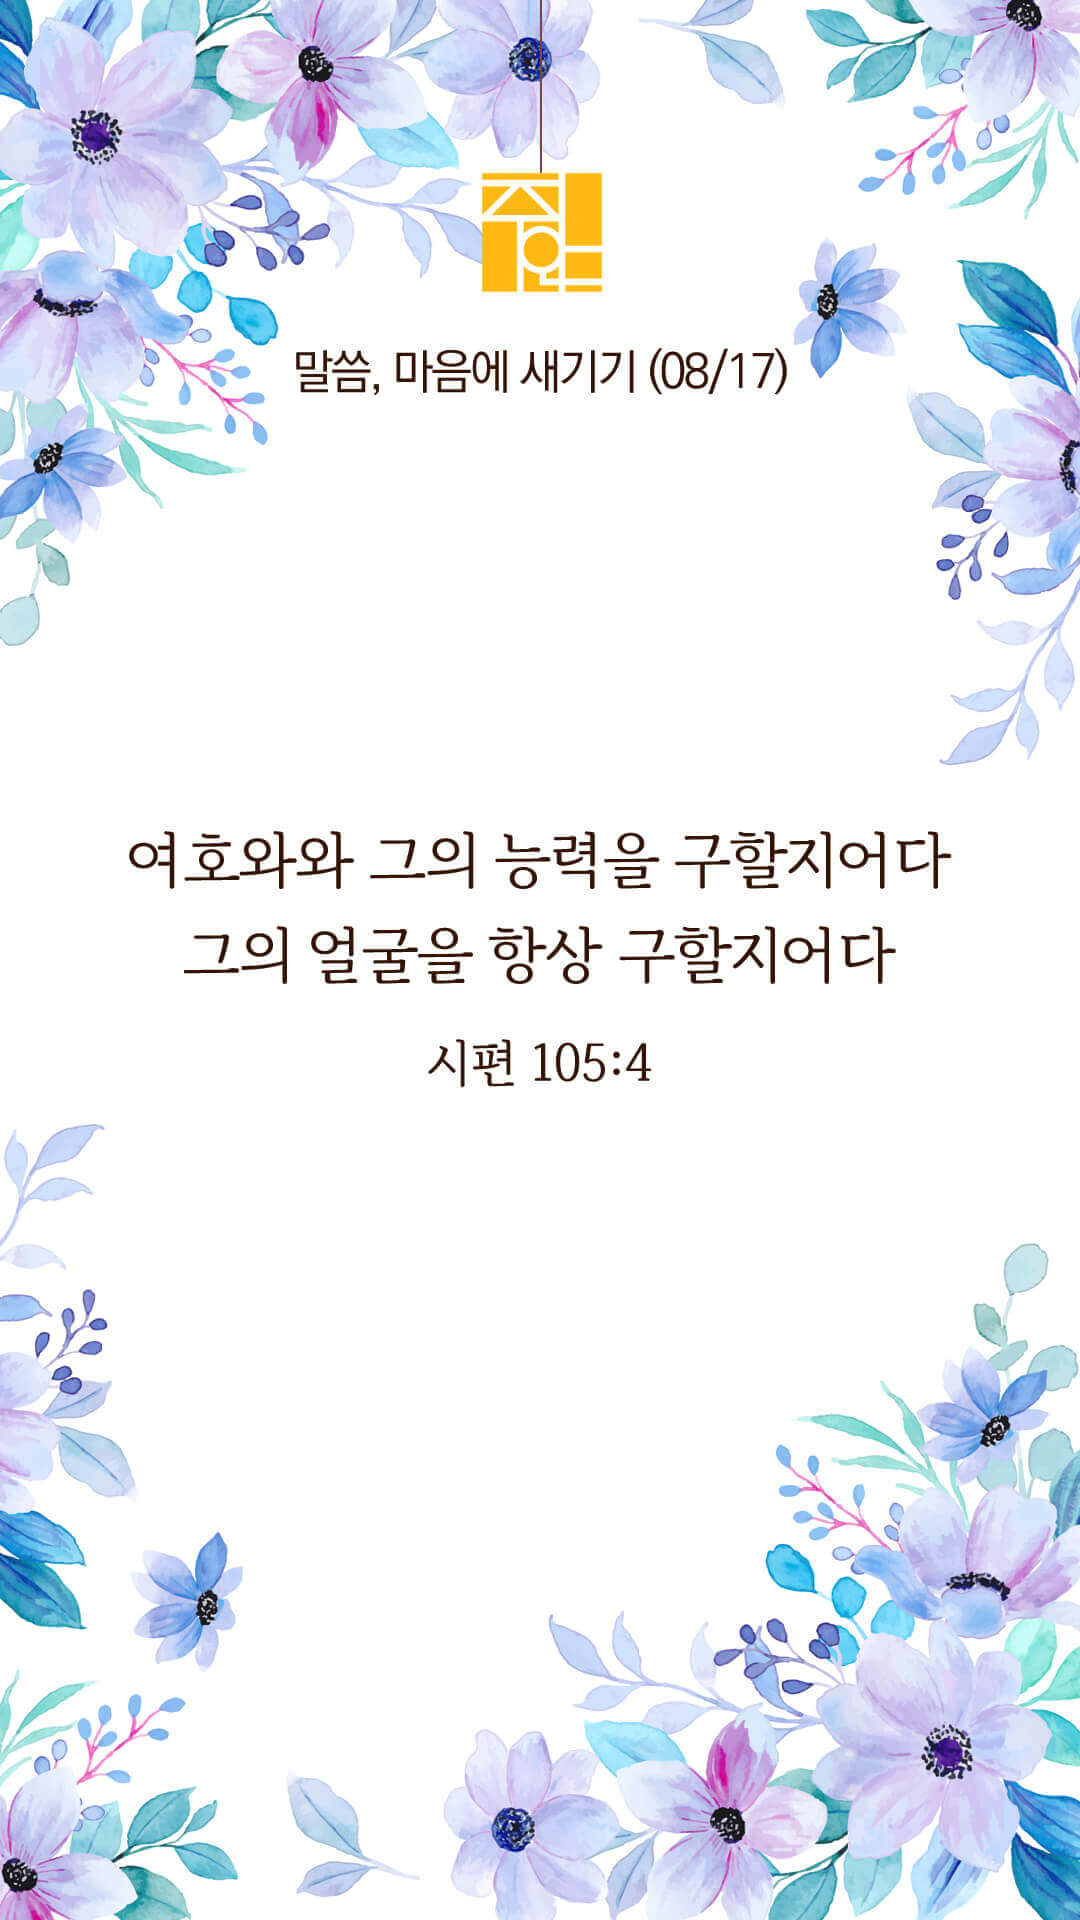 주안
말씀, 마음에 새기기 (08/17)
여호와와 그의 능력을 구할지어다
그의 얼굴을 항상 구할지어다
시편 105:4